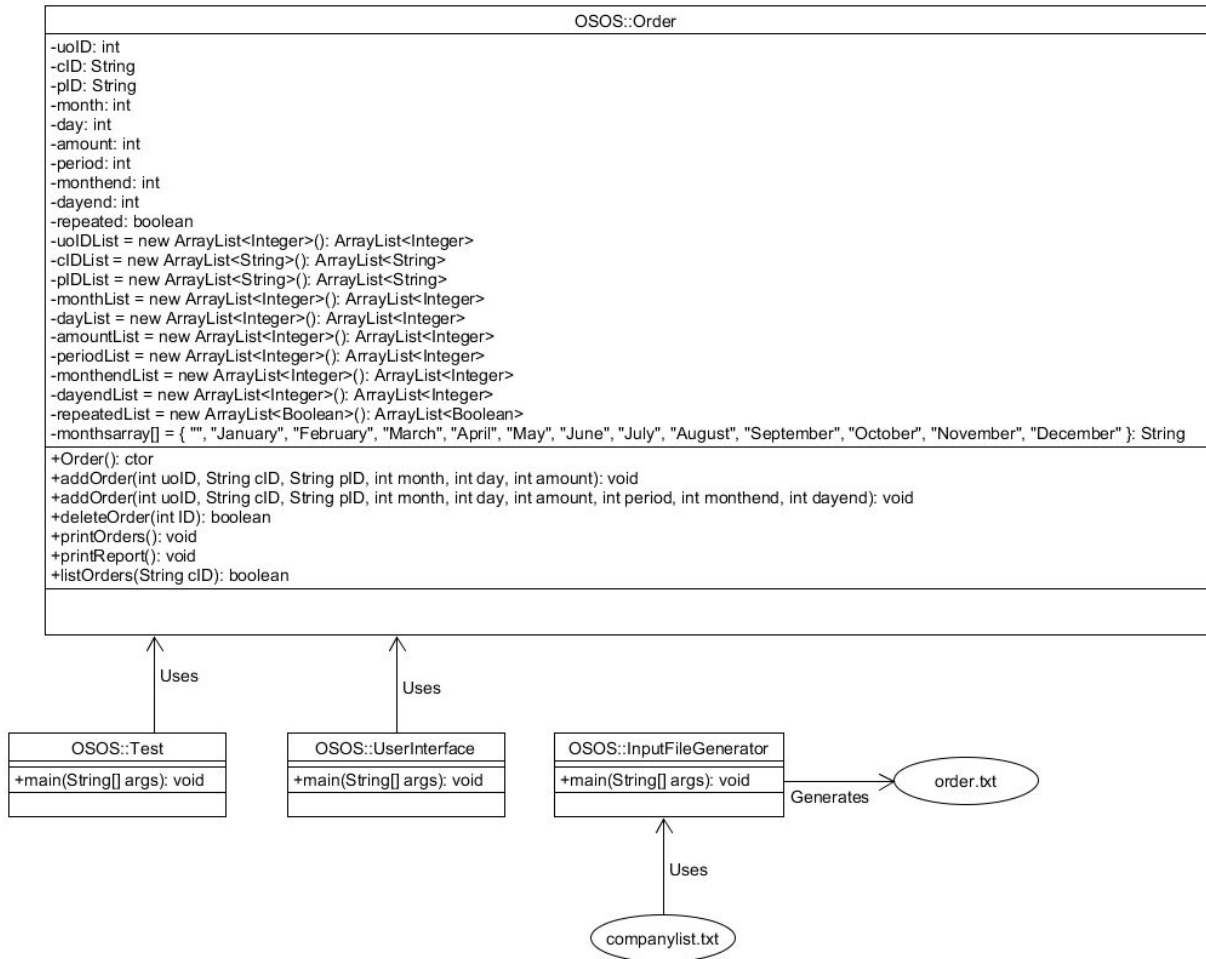 OSOS::Order
-uoID: int
-cID: String
-pID: String
-month: int
-day: int
-amount: int
-period: int
-monthend: int
-dayend: int
-repeated: boolean
-uoIDList = new ArrayList<Integer>(): ArrayList<Integer>
-cIDList = new ArrayList<String>(): ArrayList<String>
-pIDList = new ArrayList<String>(): ArrayList<String>
-monthList = new ArrayList<Integer>(): ArrayList<Integer>
-dayList = new ArrayList<Integer>(): ArrayList<Integer>
-amountList = new ArrayList<Integer>(): ArrayList<Integer>
-periodList = new ArrayList<Integer>(): ArrayList<Integer>
-monthendList = new ArrayList<Integer>(): ArrayList<Integer>
-dayendList = new ArrayList<Integer>(): ArrayList<Integer>
-repeatedList = new ArrayList<Boolean>(): ArrayList<Boolean>
-monthsarray[] = { "", "January", "February", "March", "April", "May", "June", "July", "August", "September", "October", "November", "December" }: String
+Order(): ctor
+addOrder(int uoID, String cID, String pID, int month, int day, int amount): void
+addOrder(int uoID, String cID, String pID, int month, int day, int amount, int period, int monthend, int dayend): void
+deleteOrder(int ID): boolean
+printOrders(): void
+printReport(): void
+listOrders(String cID): boolean
Uses
Uses
OSOS::Test
+main(String[] args): void
OSOS::UserInterface
+main(String[] args): void
OSOS::InputFileGenerator
+main(String[] args): void
Generates
order.txt
Uses
companylist.txt